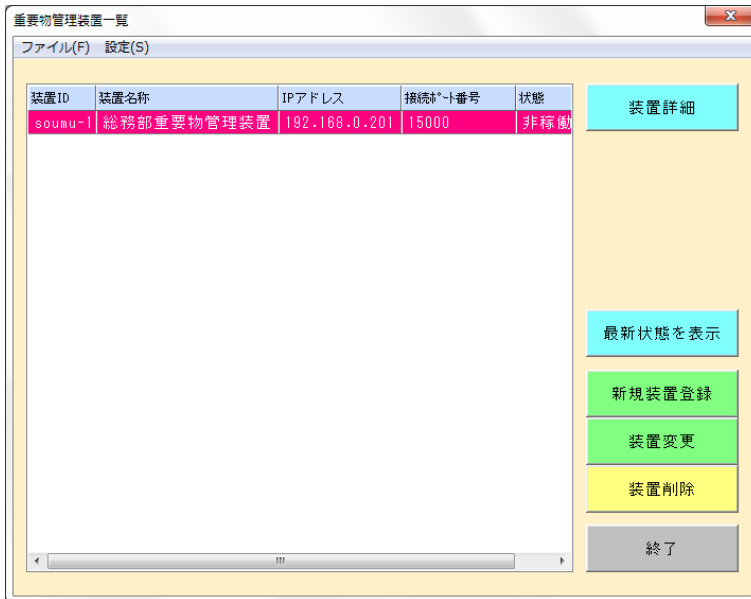 重要物管理装置一覧
ファイル(F) 設定(S)
装置ID 装置名称 IPアドレス 接続ﾎﾟｰﾄ番号 状態
soumu-1 総務部重要物管理装置 192.168.0.201 15000 非稼働
装置詳細
最新状態を表示
新規装置登録
装置変更
装置削除
終了